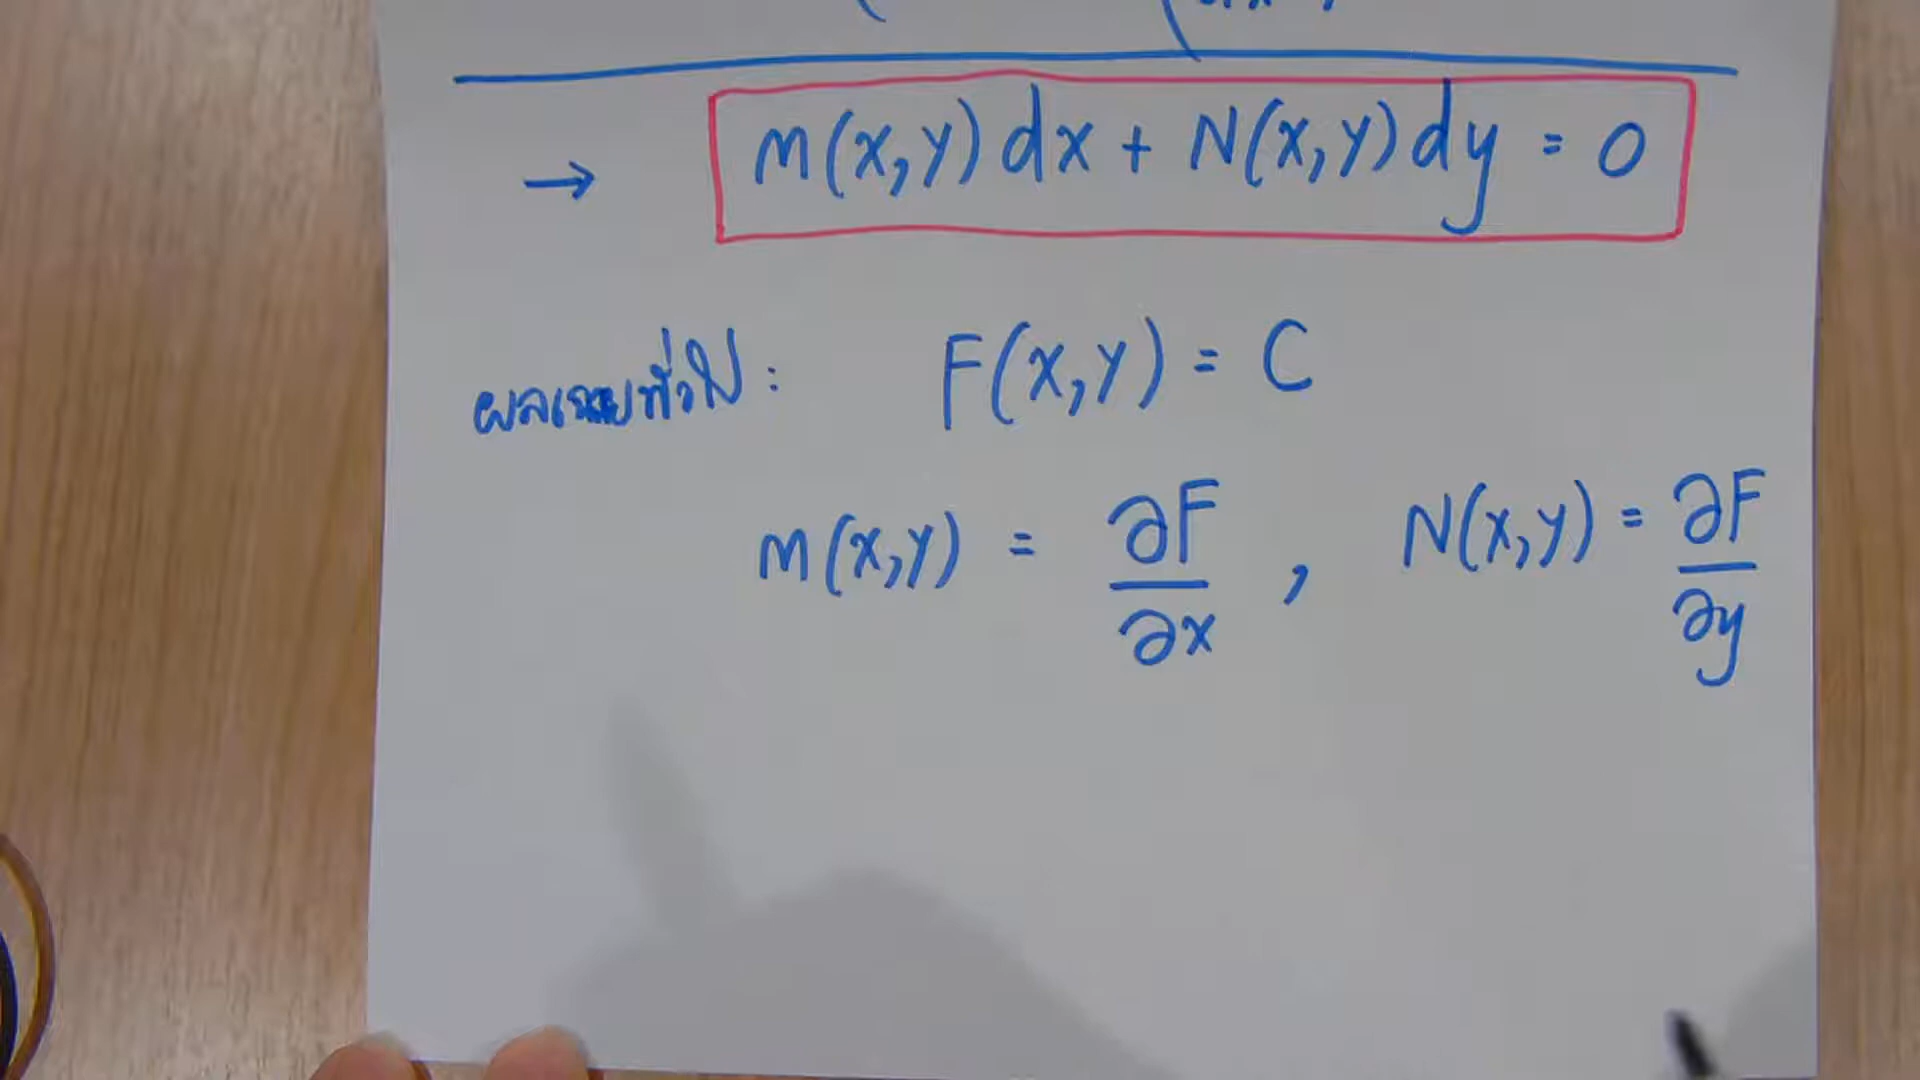 → M(x,y) dx + N(x,y) dy = 0
ผลเฉลยทั่วไป : F(x,y) = C
M(x,y) = ∂F/∂x , N(x,y) = ∂F/∂y